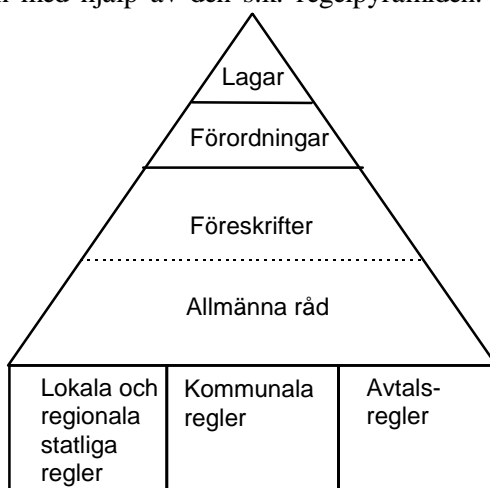 med hjälp av den s.k. regelpyramiden.
Lagar
Förordningar
Föreskrifter
Allmänna råd
Lokala och
regionala
statliga
regler
Kommunala
regler
Avtals-
regler